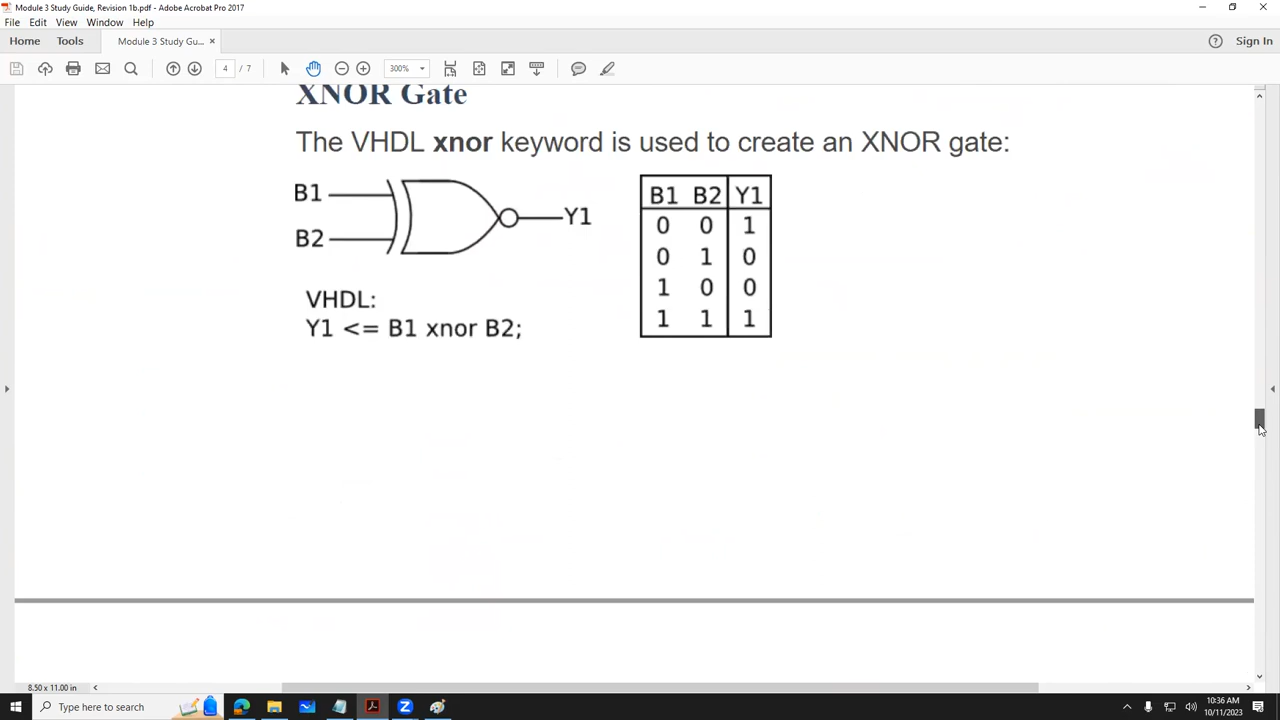 Module 3 Study Guide, Revision 1b.pdf - Adobe Acrobat Pro 2017
File Edit View Window Help
Home Tools Module 3 Study Gu... × Sign In
4 / 7 300%
XNOR Gate
The VHDL xnor keyword is used to create an XNOR gate:
B1
B2
Y1
VHDL:
Y1 <= B1 xnor B2;
B1 B2 Y1
0 0 1
0 1 0
1 0 0
1 1 1
8.50 x 11.00 in
Type here to search
10:36 AM
10/11/2023